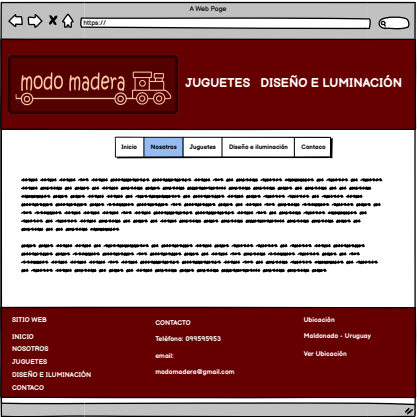 A Web Page
https://
modo madera
JUGUETES DISEÑO E ILUMINACIÓN
Inicio Nosotros Juguetes Diseño e iluminación Contaco
SITIO WEB
INICIO
NOSOTROS
JUGUETES
DISEÑO E ILUMINACIÓN
CONTACO
CONTACTO
Teléfono: 099595953
email:
modomadera@gmail.com
Ubicación
Maldonado - Uruguay
Ver Ubicación